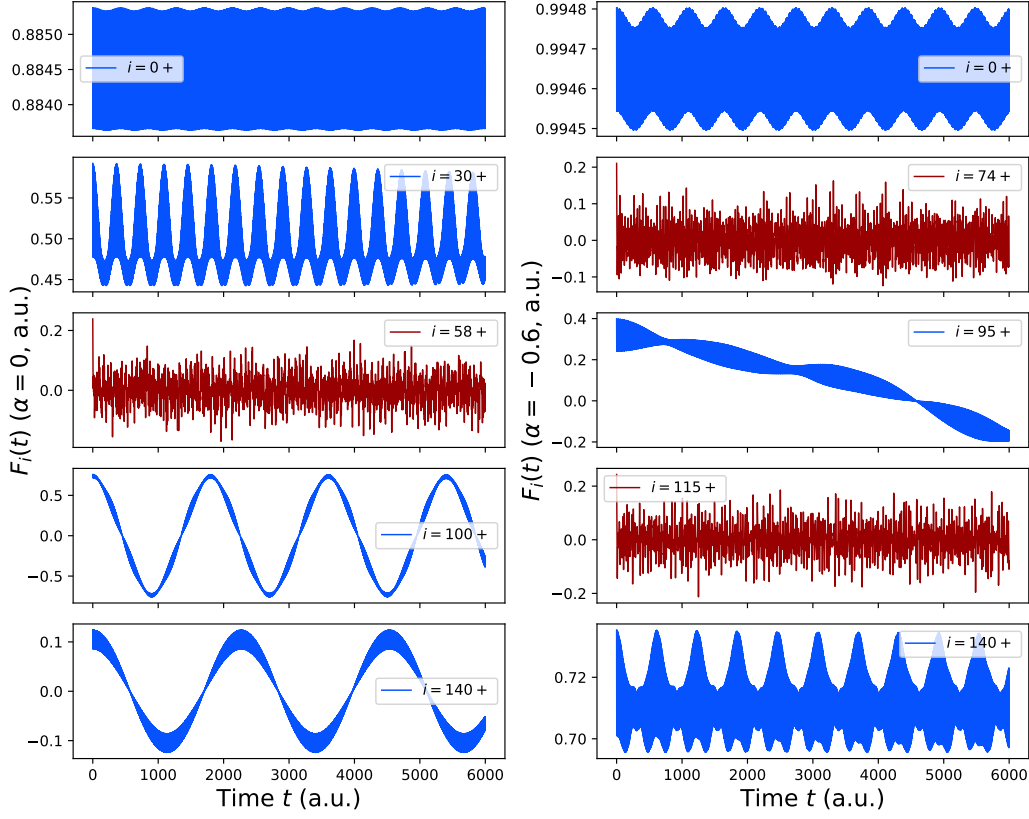 0.8850
0.8845
0.8840
i = 0 +
0.55
0.50
0.45
i = 30 +
0.2
0.0
i = 58 +
0.5
0.0
−0.5
i = 100 +
0.1
0.0
−0.1
i = 140 +
0 1000 2000 3000 4000 5000 6000
Time t (a.u.)
F_i(t) (α = 0, a.u.)
0.9948
0.9947
0.9946
0.9945
i = 0 +
0.2
0.1
0.0
−0.1
i = 74 +
0.4
0.2
0.0
−0.2
i = 95 +
0.2
0.0
−0.2
i = 115 +
0.72
0.70
i = 140 +
0 1000 2000 3000 4000 5000 6000
Time t (a.u.)
F_i(t) (α = − 0.6, a.u.)